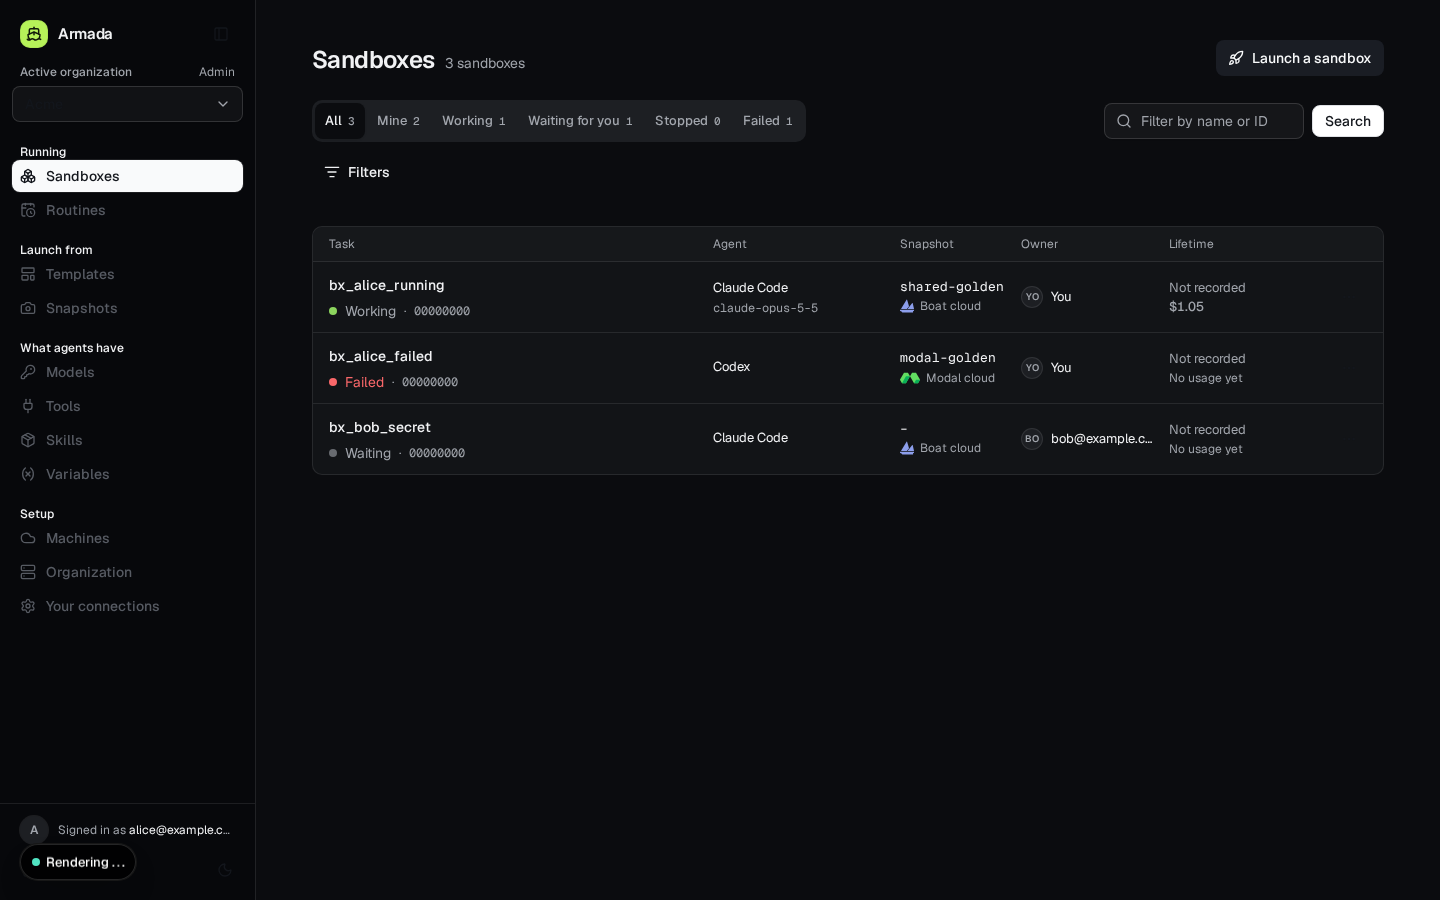 Armada
Active organization Admin
Running
Sandboxes
Routines
Launch from
Templates
Snapshots
What agents have
Models
Tools
Skills
Variables
Setup
Machines
Organization
Your connections
A Signed in as alice@example.c…
Rendering ...
Sandboxes 3 sandboxes
Launch a sandbox
All 3 Mine 2 Working 1 Waiting for you 1 Stopped 0 Failed 1
Filter by name or ID Search
Filters
Task Agent Snapshot Owner Lifetime
bx_alice_running
Working · 00000000
Claude Code
claude-opus-5-5
shared-golden
Boat cloud
YO You
Not recorded
$1.05
bx_alice_failed
Failed · 00000000
Codex
modal-golden
Modal cloud
YO You
Not recorded
No usage yet
bx_bob_secret
Waiting · 00000000
Claude Code
–
Boat cloud
BO bob@example.c…
Not recorded
No usage yet